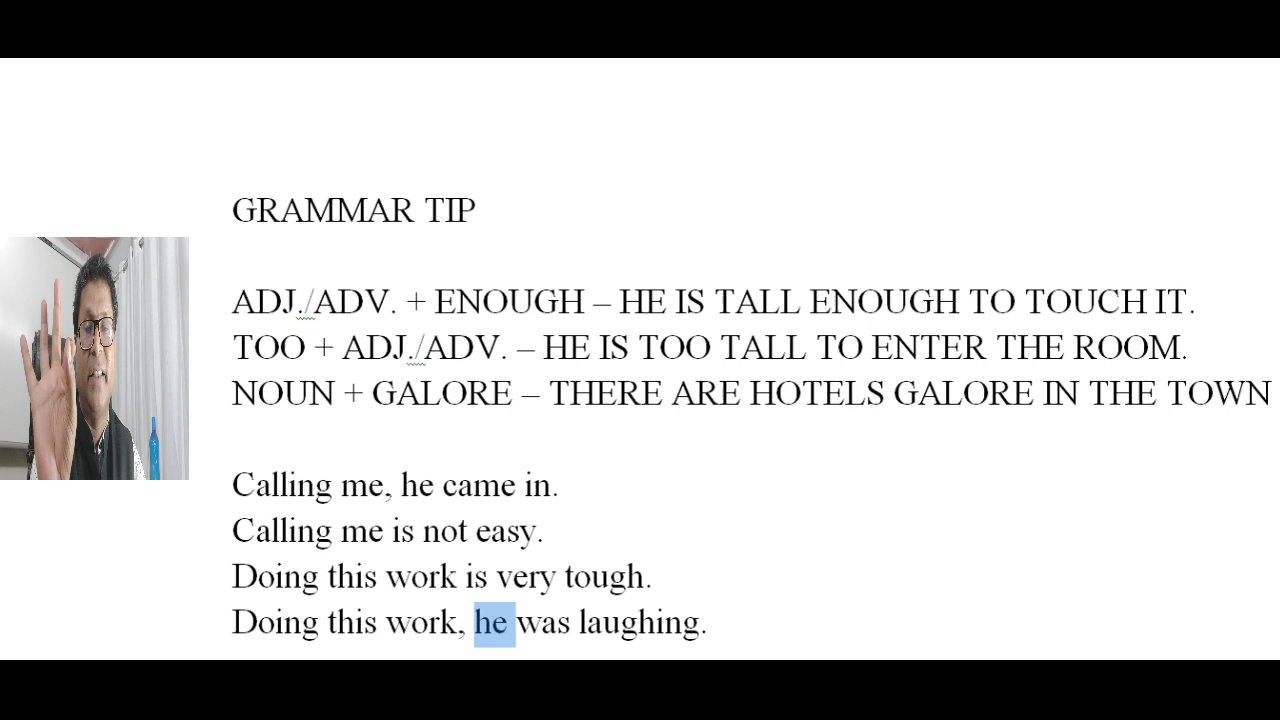 GRAMMAR TIP
ADJ./ADV. + ENOUGH – HE IS TALL ENOUGH TO TOUCH IT.
TOO + ADJ./ADV. – HE IS TOO TALL TO ENTER THE ROOM.
NOUN + GALORE – THERE ARE HOTELS GALORE IN THE TOWN
Calling me, he came in.
Calling me is not easy.
Doing this work is very tough.
Doing this work, he was laughing.